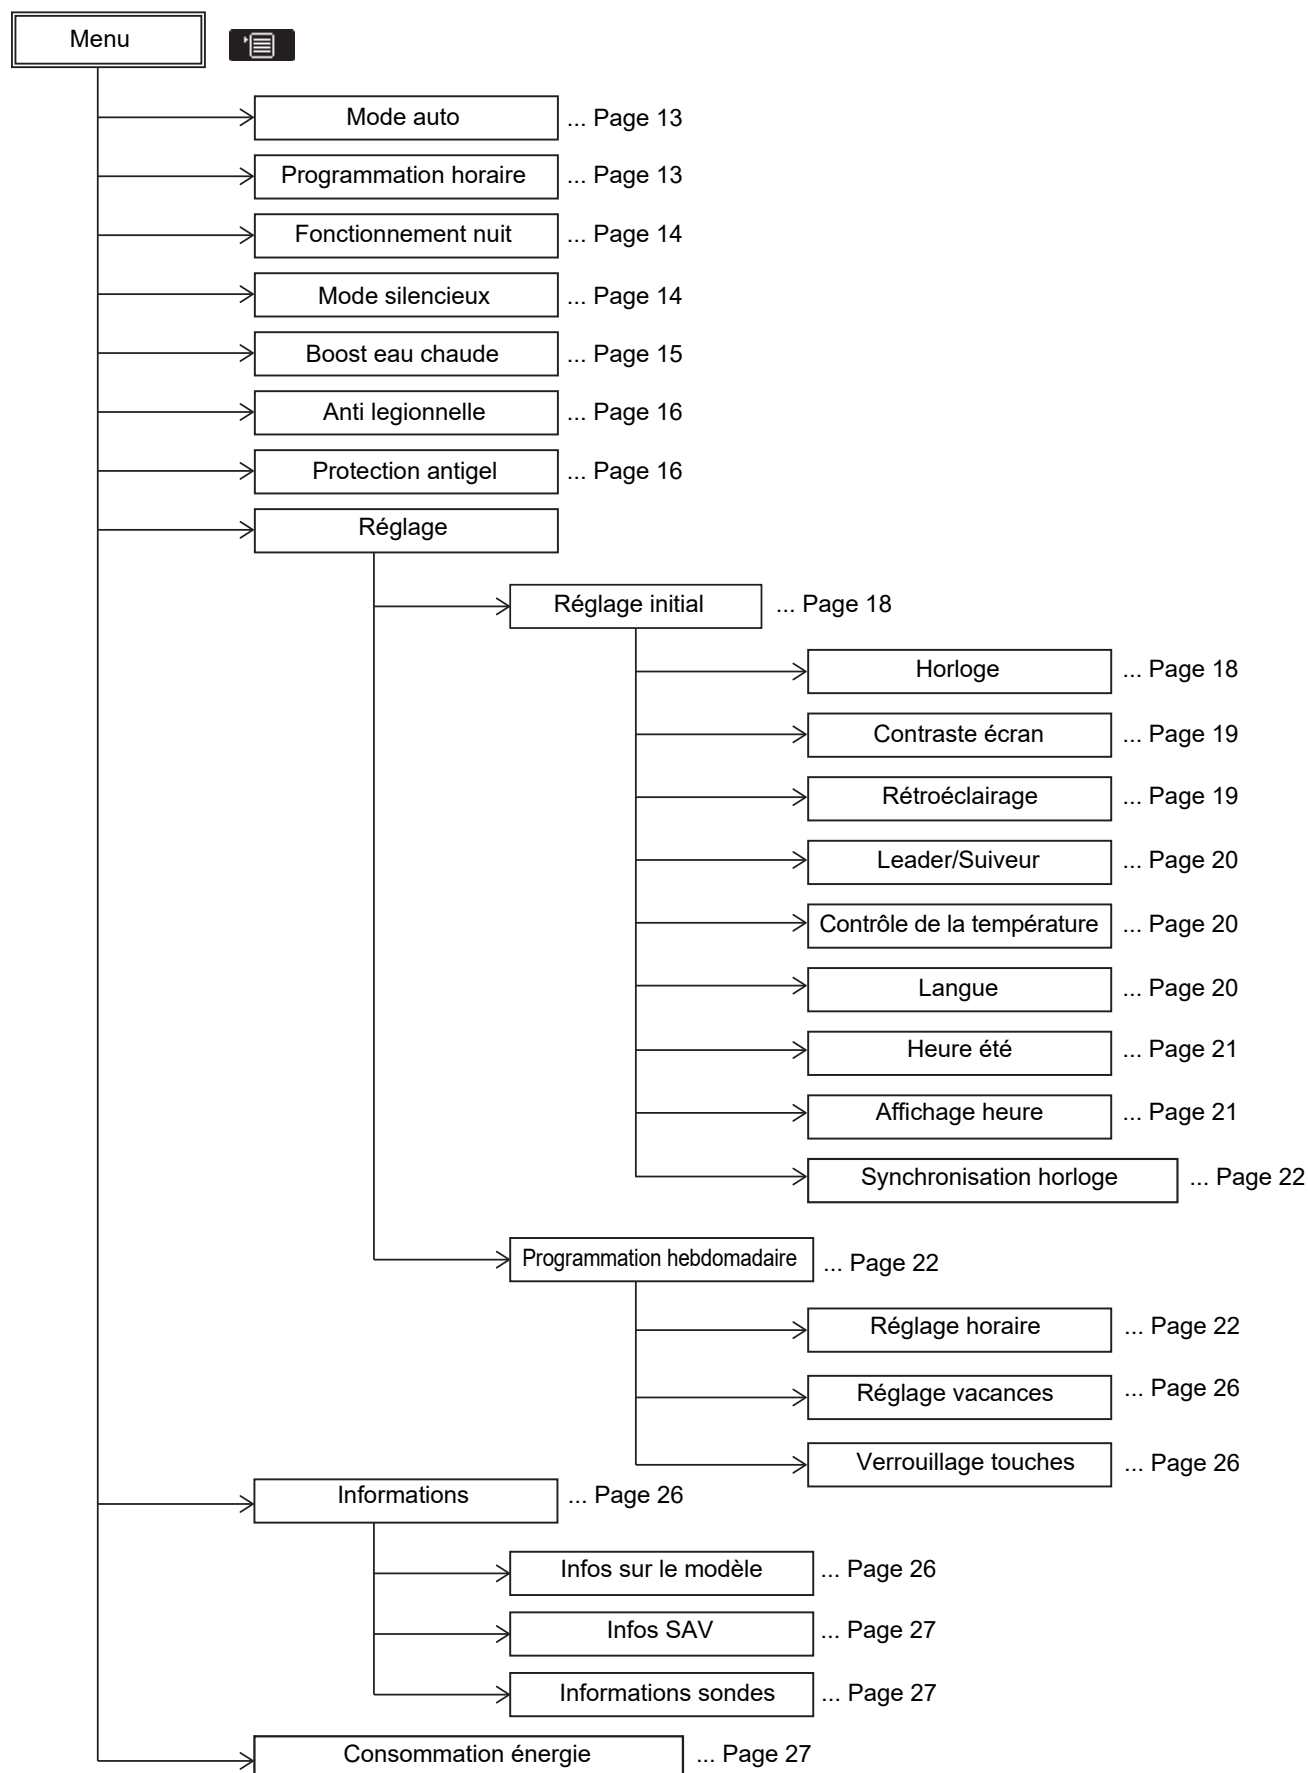 Menu
Mode auto ... Page 13
Programmation horaire ... Page 13
Fonctionnement nuit ... Page 14
Mode silencieux ... Page 14
Boost eau chaude ... Page 15
Anti legionnelle ... Page 16
Protection antigel ... Page 16
Réglage
Réglage initial ... Page 18
Horloge ... Page 18
Contraste écran ... Page 19
Rétroéclairage ... Page 19
Leader/Suiveur ... Page 20
Contrôle de la température ... Page 20
Langue ... Page 20
Heure été ... Page 21
Affichage heure ... Page 21
Synchronisation horloge ... Page 22
Programmation hebdomadaire ... Page 22
Réglage horaire ... Page 22
Réglage vacances ... Page 26
Verrouillage touches ... Page 26
Informations ... Page 26
Infos sur le modèle ... Page 26
Infos SAV ... Page 27
Informations sondes ... Page 27
Consommation énergie ... Page 27